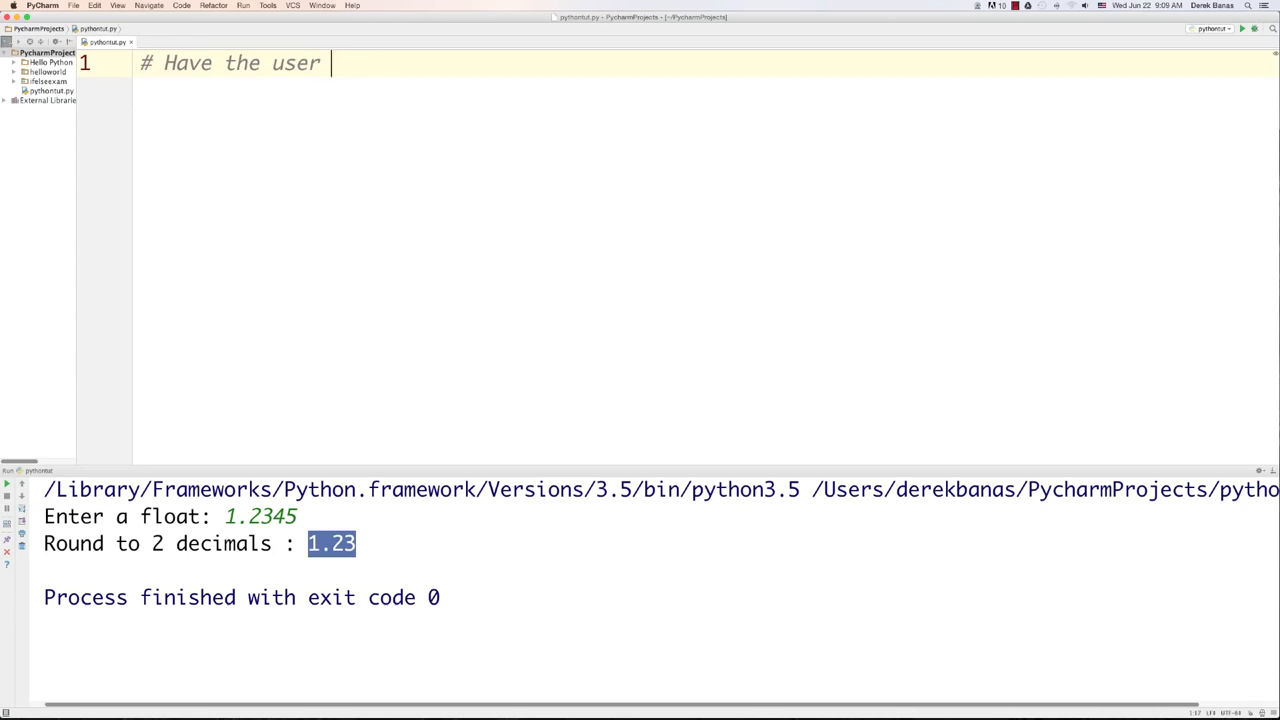 PyCharm File Edit View Navigate Code Refactor Run Tools VCS Window Help 10 Wed Jun 22 9:09 AM Derek Banas
pythontut.py - PycharmProjects - [~/PycharmProjects]
PycharmProjects pythontut.py pythontut
pythontut.py ×
PycharmProject
Hello Python
helloworld
ifelseexam
pythontut.py
External Librarie
1 # Have the user
Run pythontut
/Library/Frameworks/Python.framework/Versions/3.5/bin/python3.5 /Users/derekbanas/PycharmProjects/pytho
Enter a float: 1.2345
Round to 2 decimals : 1.23
Process finished with exit code 0
1:17 LF÷ UTF-8÷